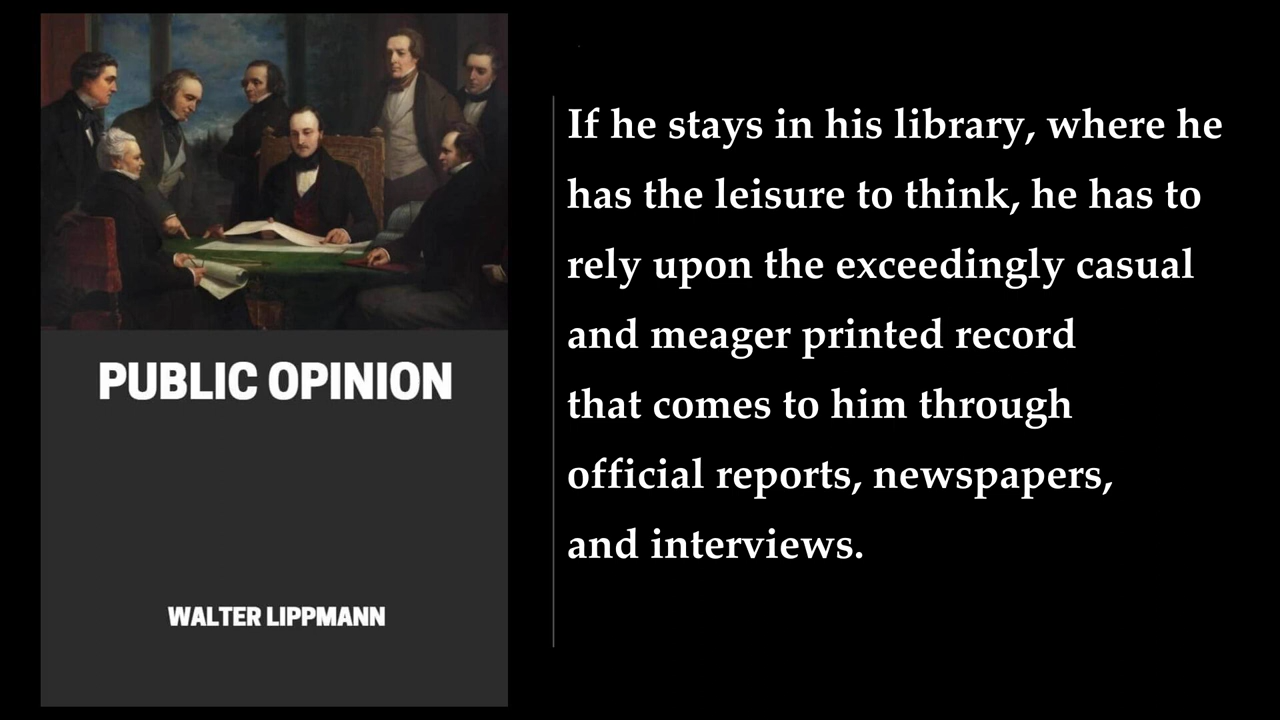 PUBLIC OPINION
WALTER LIPPMANN
If he stays in his library, where he
has the leisure to think, he has to
rely upon the exceedingly casual
and meager printed record
that comes to him through
official reports, newspapers,
and interviews.